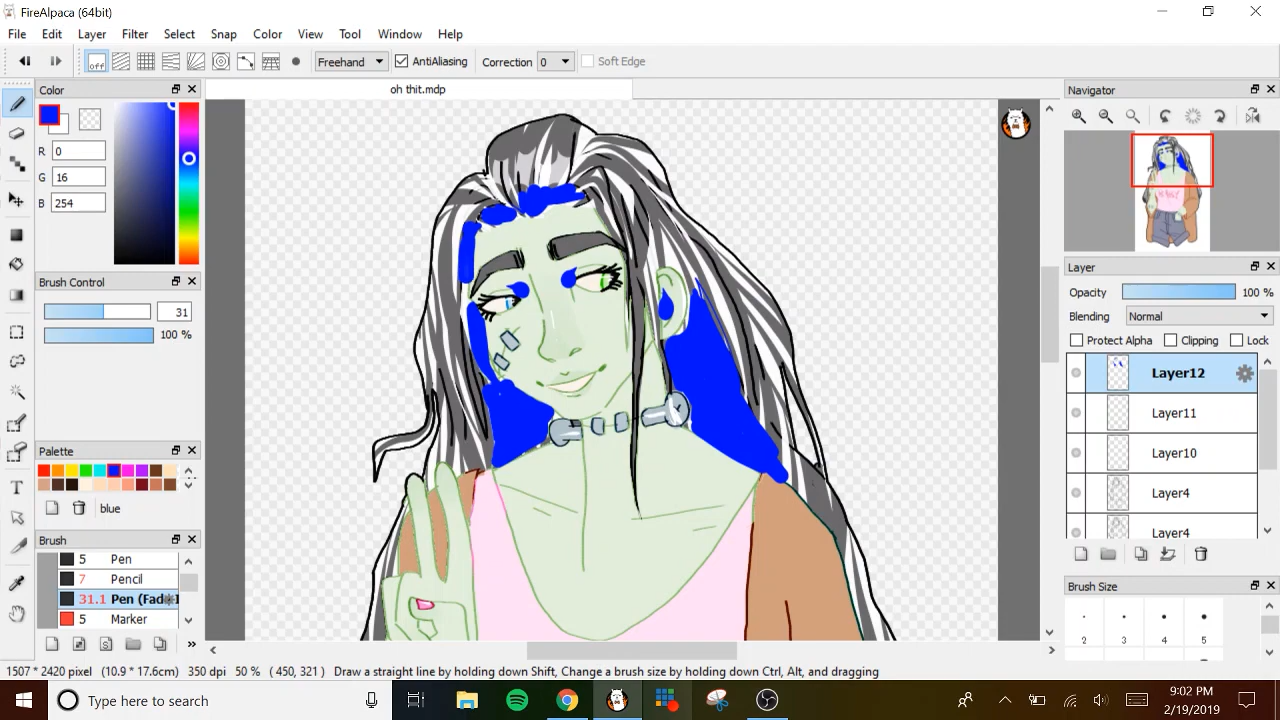 FireAlpaca (64bit)
File Edit Layer Filter Select Snap Color View Tool Window Help
off Freehand AntiAliasing Correction 0 Soft Edge
Color
oh thit.mdp
Navigator
R 0
G 16
B 254
Brush Control
31
100 %
Layer
Opacity 100 %
Blending Normal
Protect Alpha Clipping Lock
Layer12
Layer11
Layer10
Layer4
Layer4
Palette
blue
Brush
5 Pen
7 Pencil
31.1 Pen (Fad
5 Marker
Brush Size
2 3 4 5
1507 * 2420 pixel (10.9 * 17.6cm) 350 dpi 50 % ( 450, 321 ) Draw a straight line by holding down Shift, Change a brush size by holding down Ctrl, Alt, and dragging
Type here to search
9:02 PM
2/19/2019